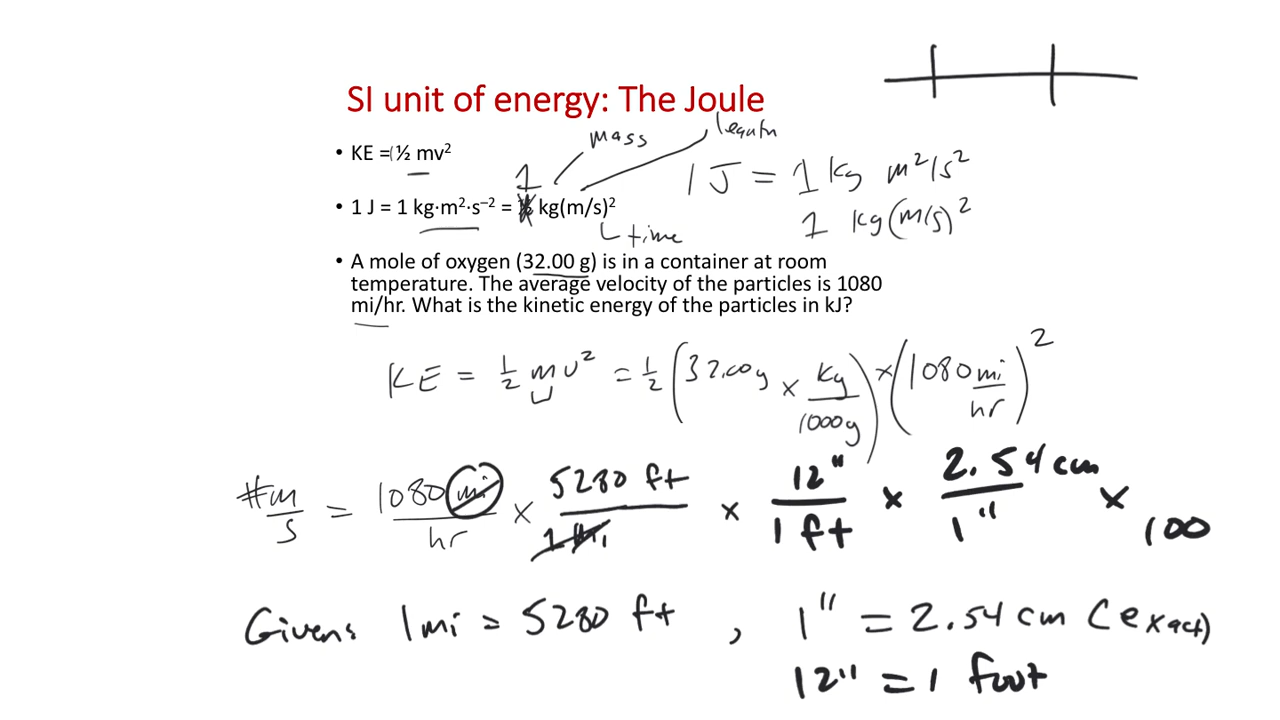 SI unit of energy: The Joule
mass
• KE = (½ mv²
1 J = 1 kg m²/s²
1
• 1 J = 1 kg·m²·s⁻² = kg(m/s)²
1 kg(m/s)²
time
• A mole of oxygen (32.00 g) is in a container at room
temperature. The average velocity of the particles is 1080
mi/hr. What is the kinetic energy of the particles in kJ?
KE = ½ mv² = ½ (32.00g × kg/1000g) × (1080 mi/hr)²
#m/s = 1080 mi/hr × 5280 ft/1 mi × 12"/1 ft × 2.54 cm/1" × 100
Givens 1 mi = 5280 ft , 1" = 2.54 cm (exact)
12" = 1 foot